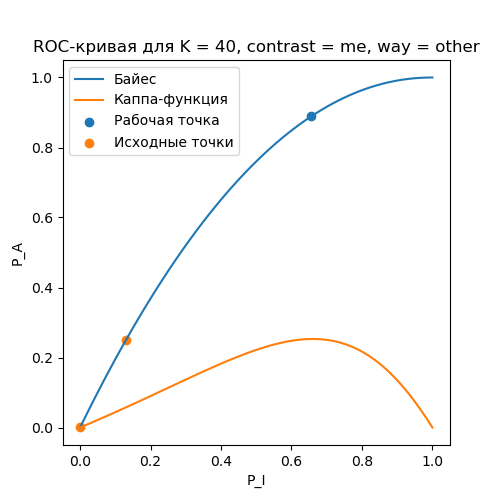 ROC-кривая для K = 40, contrast = me, way = other
Байес
Каппа-функция
Рабочая точка
Исходные точки
P_A
1.0
0.8
0.6
0.4
0.2
0.0
0.0 0.2 0.4 0.6 0.8 1.0
P_I